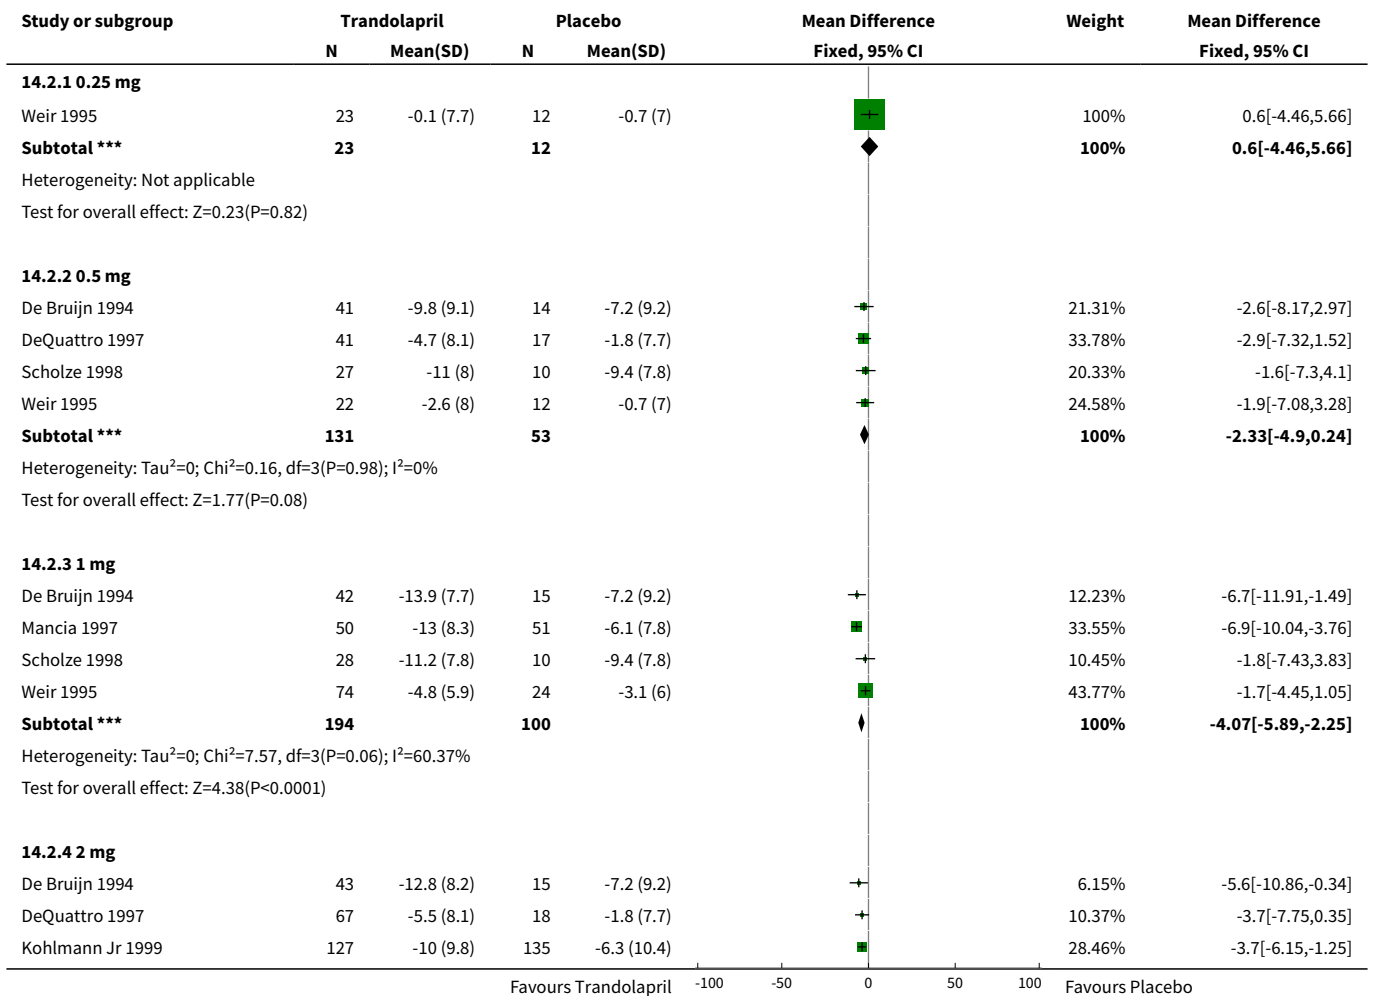 Study or subgroup Trandolapril Placebo Mean Difference Weight Mean Difference
N Mean(SD) N Mean(SD) Fixed, 95% CI Fixed, 95% CI
14.2.1 0.25 mg
Weir 1995 23 -0.1 (7.7) 12 -0.7 (7) 100% 0.6[-4.46,5.66]
Subtotal *** 23 12 100% 0.6[-4.46,5.66]
Heterogeneity: Not applicable
Test for overall effect: Z=0.23(P=0.82)
14.2.2 0.5 mg
De Bruijn 1994 41 -9.8 (9.1) 14 -7.2 (9.2) 21.31% -2.6[-8.17,2.97]
DeQuattro 1997 41 -4.7 (8.1) 17 -1.8 (7.7) 33.78% -2.9[-7.32,1.52]
Scholze 1998 27 -11 (8) 10 -9.4 (7.8) 20.33% -1.6[-7.3,4.1]
Weir 1995 22 -2.6 (8) 12 -0.7 (7) 24.58% -1.9[-7.08,3.28]
Subtotal *** 131 53 100% -2.33[-4.9,0.24]
Heterogeneity: Tau²=0; Chi²=0.16, df=3(P=0.98); I²=0%
Test for overall effect: Z=1.77(P=0.08)
14.2.3 1 mg
De Bruijn 1994 42 -13.9 (7.7) 15 -7.2 (9.2) 12.23% -6.7[-11.91,-1.49]
Mancia 1997 50 -13 (8.3) 51 -6.1 (7.8) 33.55% -6.9[-10.04,-3.76]
Scholze 1998 28 -11.2 (7.8) 10 -9.4 (7.8) 10.45% -1.8[-7.43,3.83]
Weir 1995 74 -4.8 (5.9) 24 -3.1 (6) 43.77% -1.7[-4.45,1.05]
Subtotal *** 194 100 100% -4.07[-5.89,-2.25]
Heterogeneity: Tau²=0; Chi²=7.57, df=3(P=0.06); I²=60.37%
Test for overall effect: Z=4.38(P<0.0001)
14.2.4 2 mg
De Bruijn 1994 43 -12.8 (8.2) 15 -7.2 (9.2) 6.15% -5.6[-10.86,-0.34]
DeQuattro 1997 67 -5.5 (8.1) 18 -1.8 (7.7) 10.37% -3.7[-7.75,0.35]
Kohlmann Jr 1999 127 -10 (9.8) 135 -6.3 (10.4) 28.46% -3.7[-6.15,-1.25]
Favours Trandolapril -100 -50 0 50 100 Favours Placebo